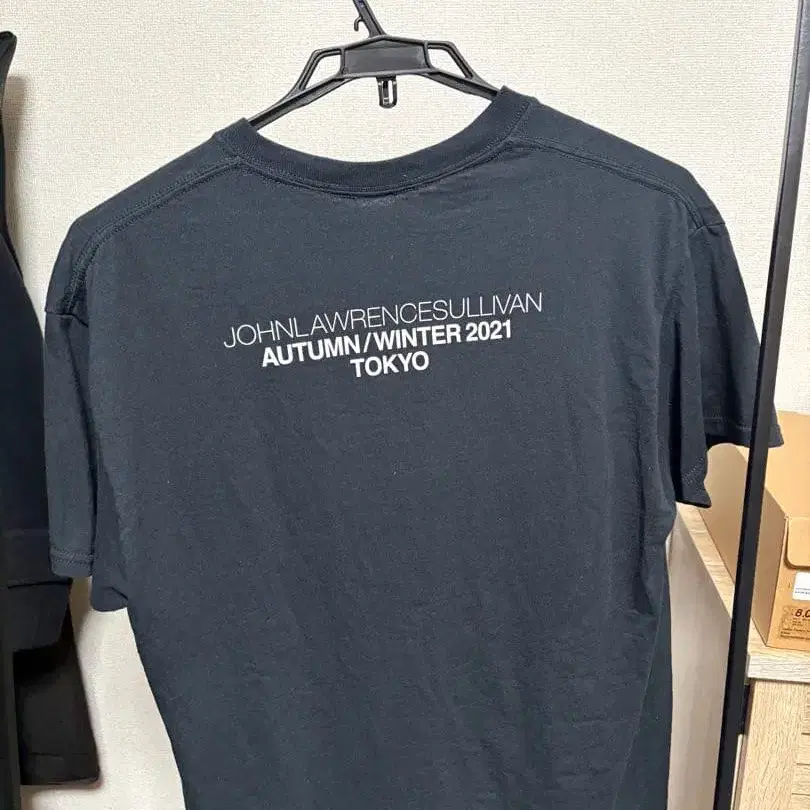 JOHNLAWRENCESULLIVAN
AUTUMN/WINTER 2021
TOKYO